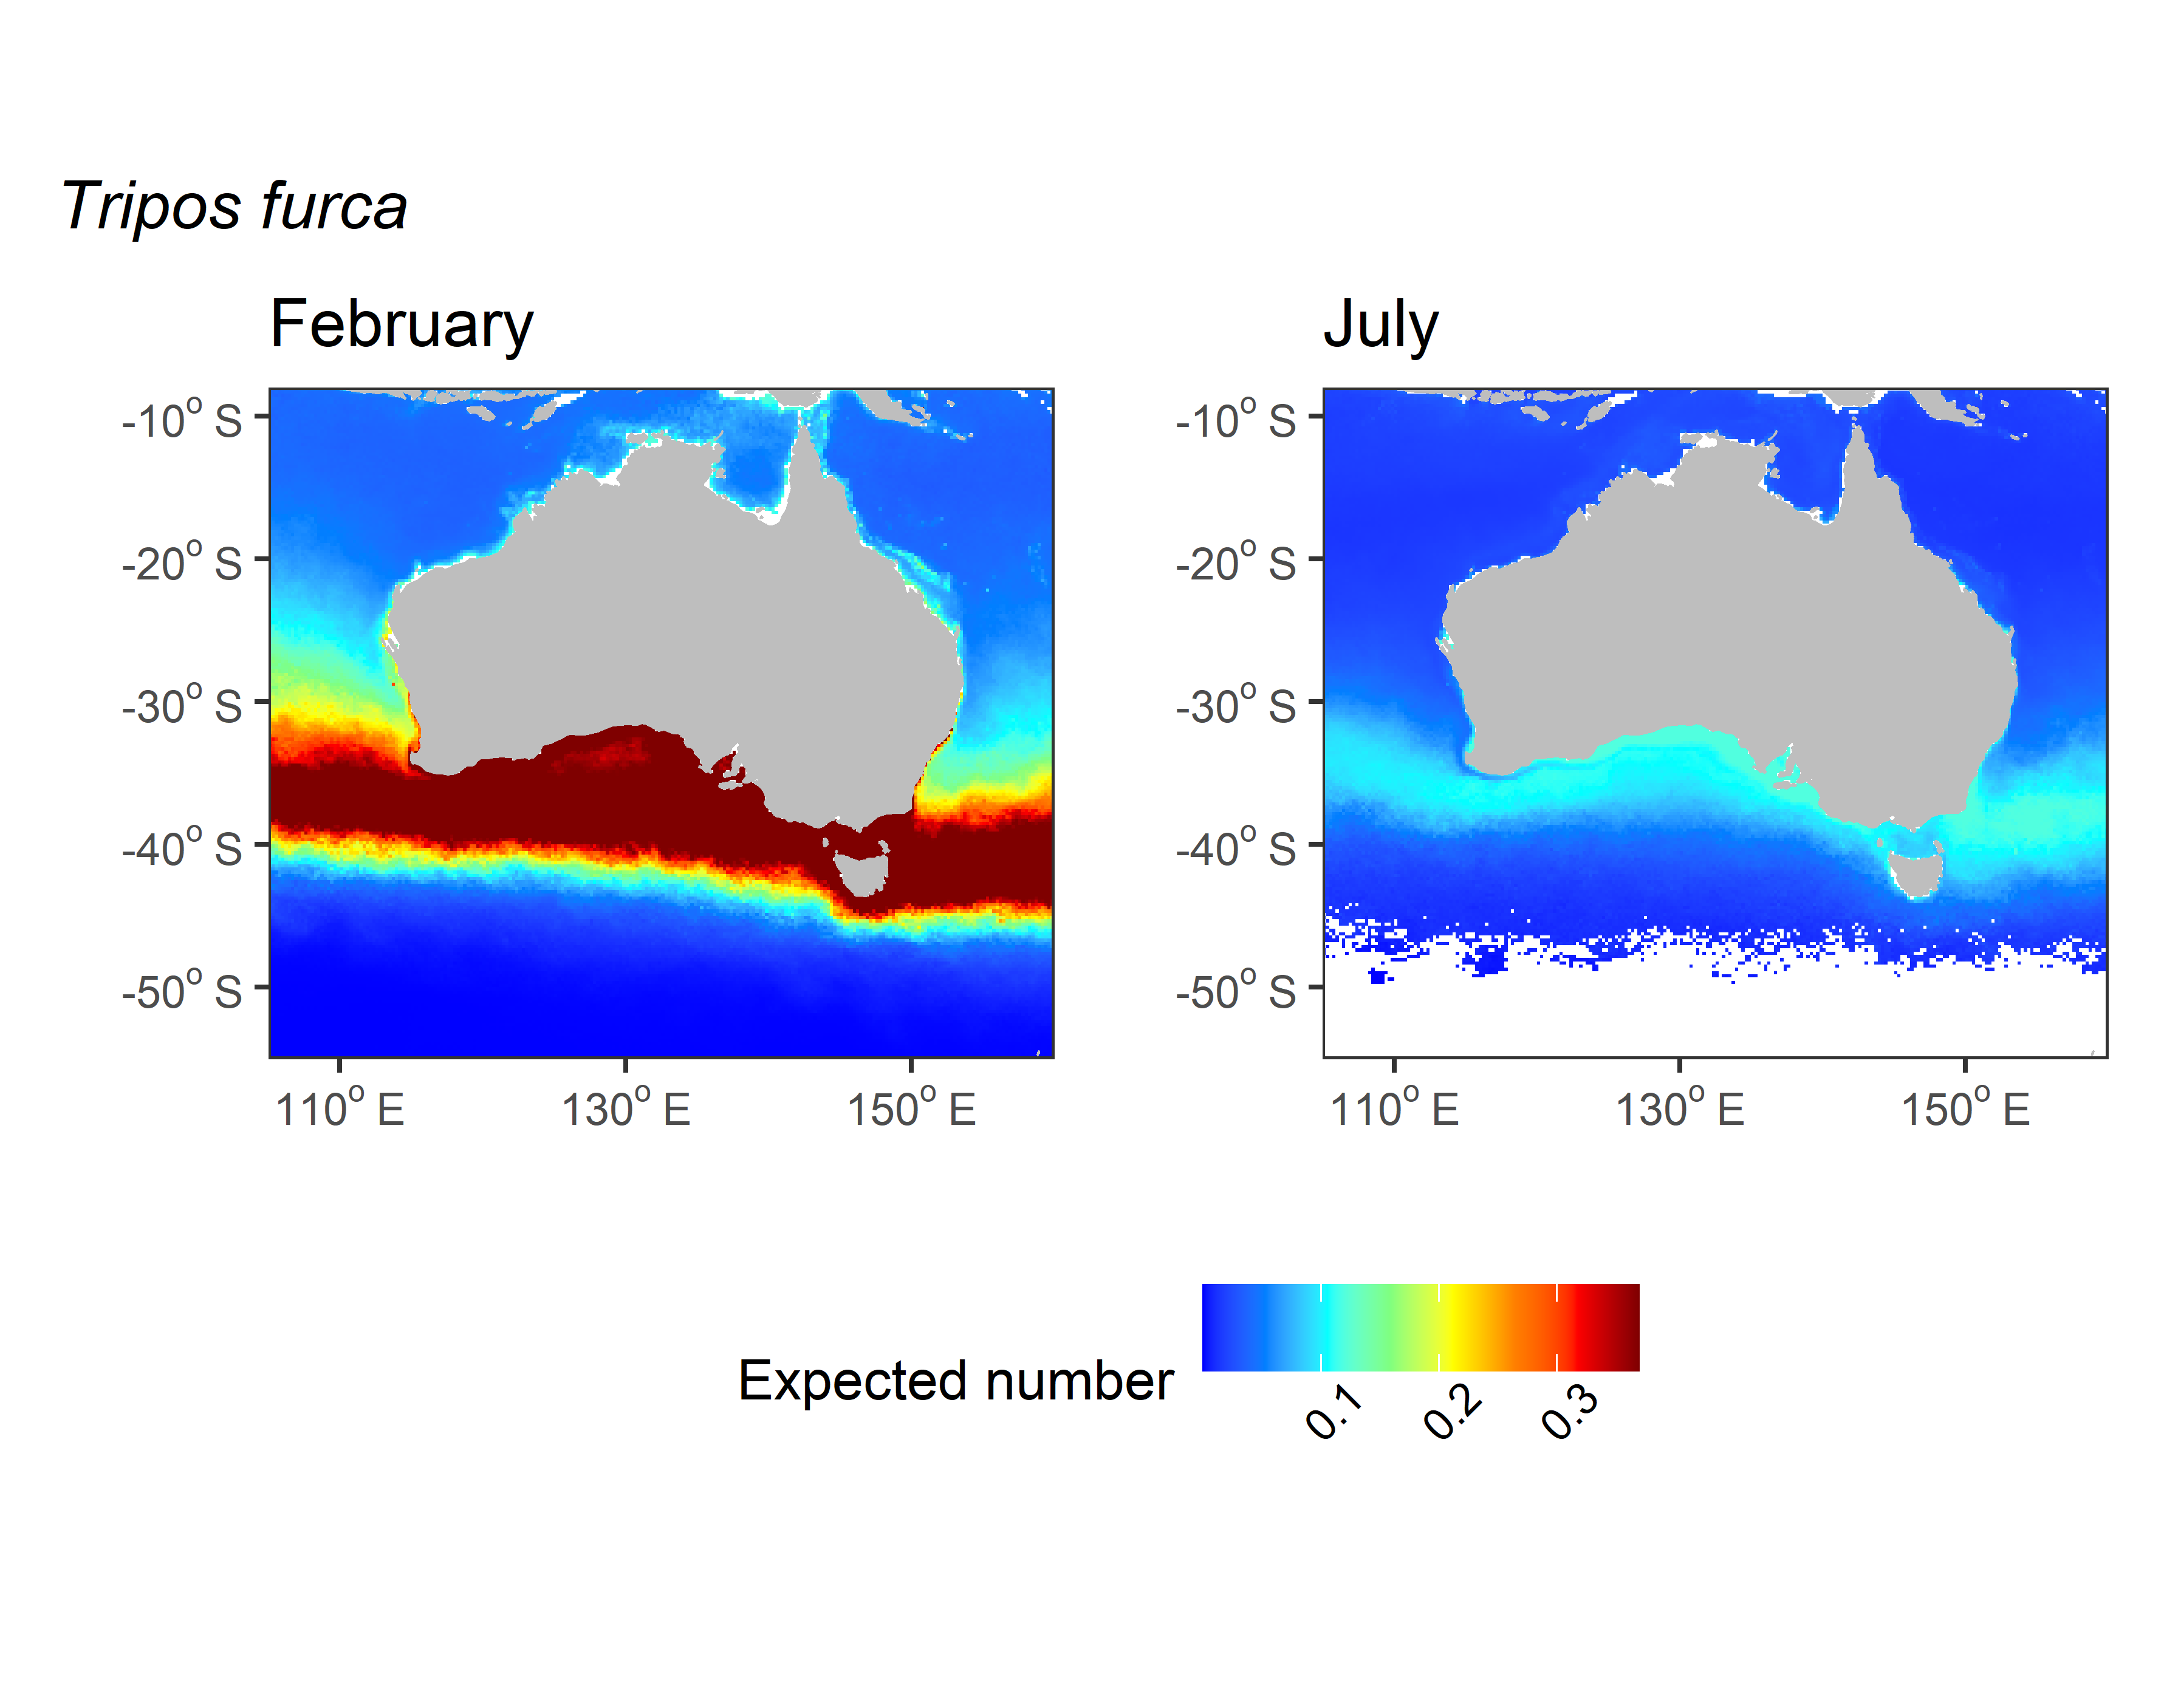 Tripos furca
February
July
-10° S
-20° S
-30° S
-40° S
-50° S
110° E
130° E
150° E
-10° S
-20° S
-30° S
-40° S
-50° S
110° E
130° E
150° E
Expected number
0.1
0.2
0.3